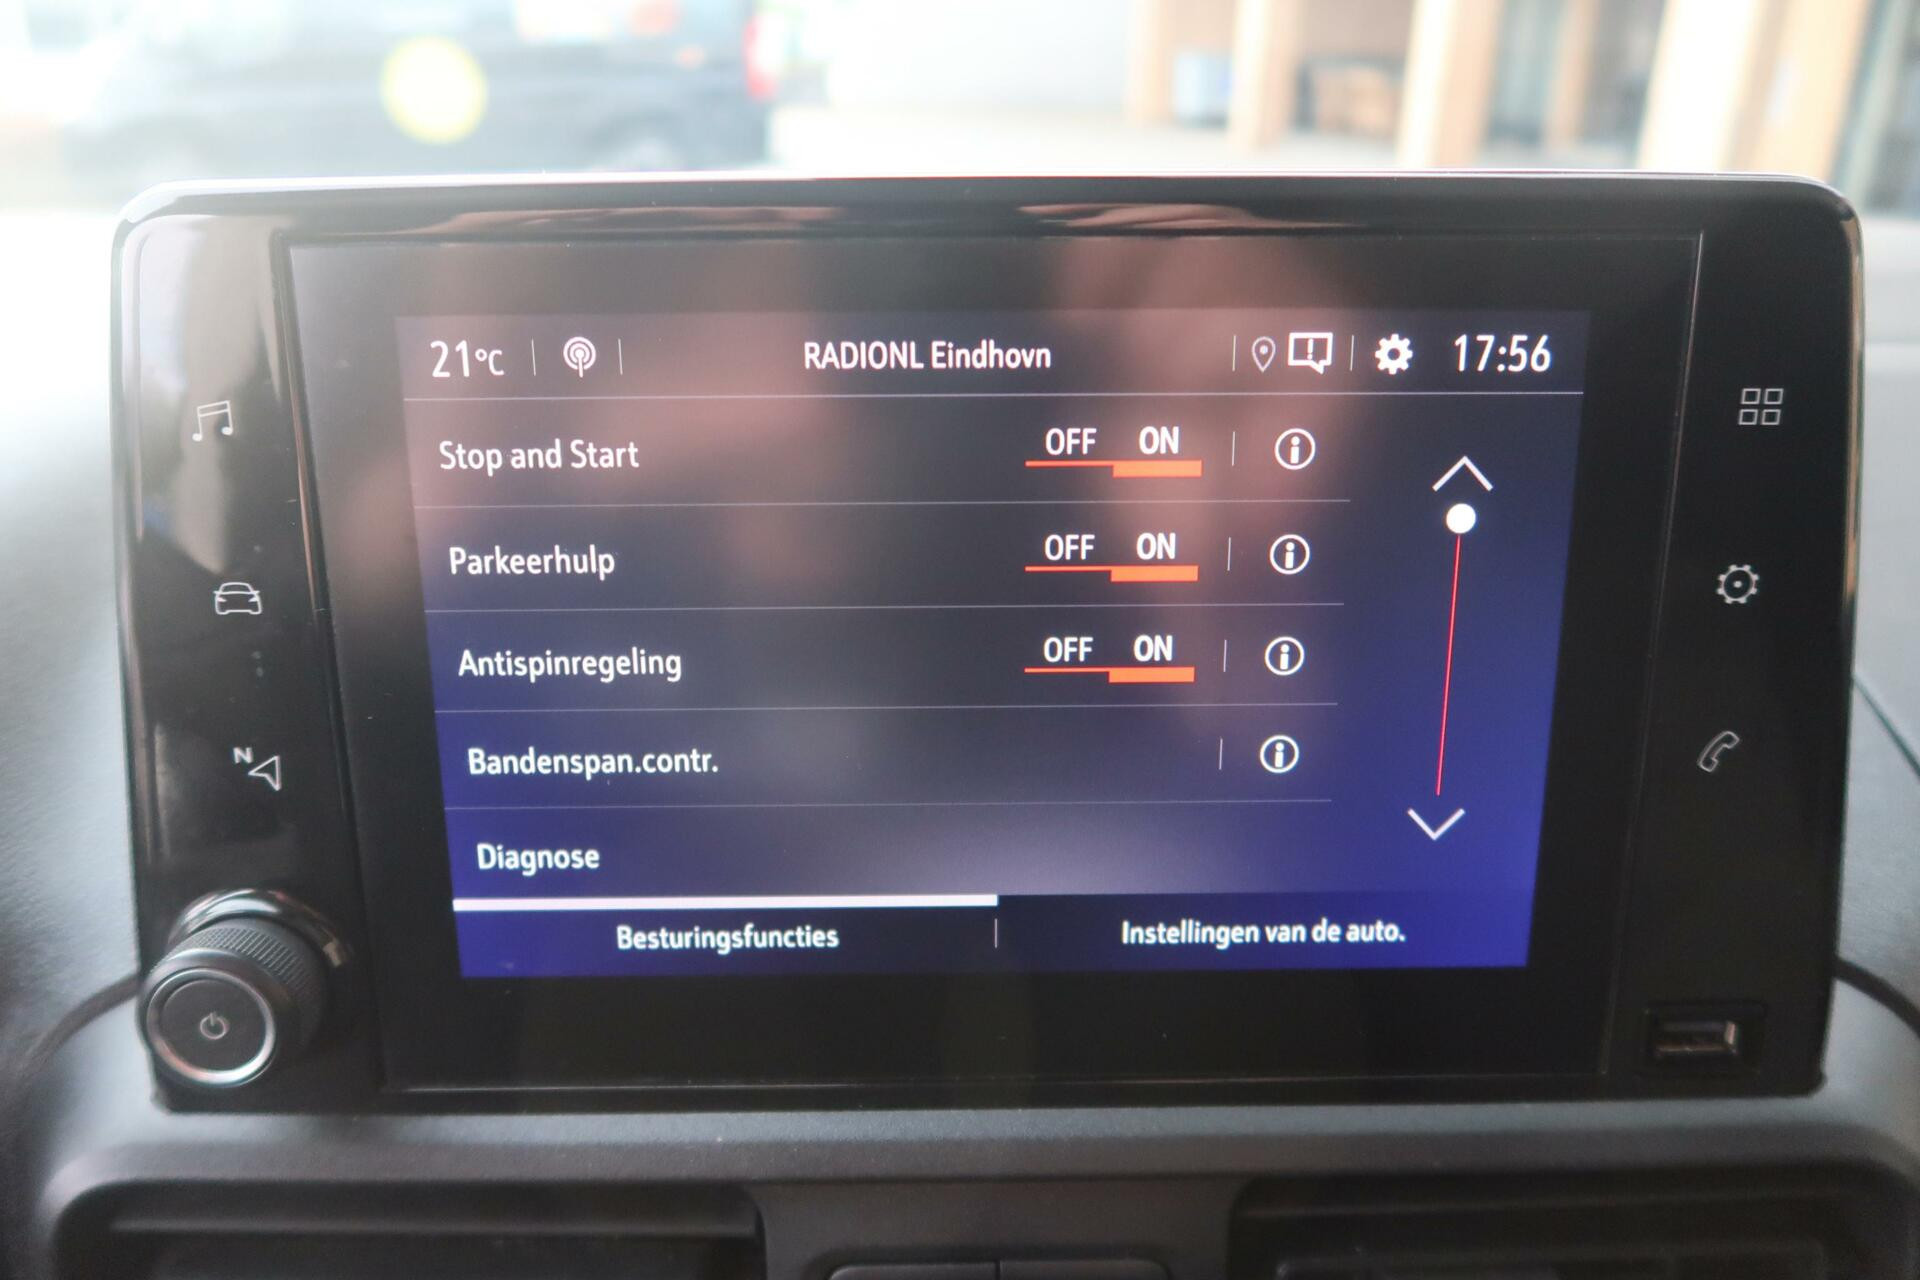 21°C RADIONL Eindhovn 17:56
Stop and Start OFF ON
Parkeerhulp OFF ON
Antispinregeling OFF ON
Bandenspan.contr.
Diagnose
Besturingsfuncties Instellingen van de auto.
N